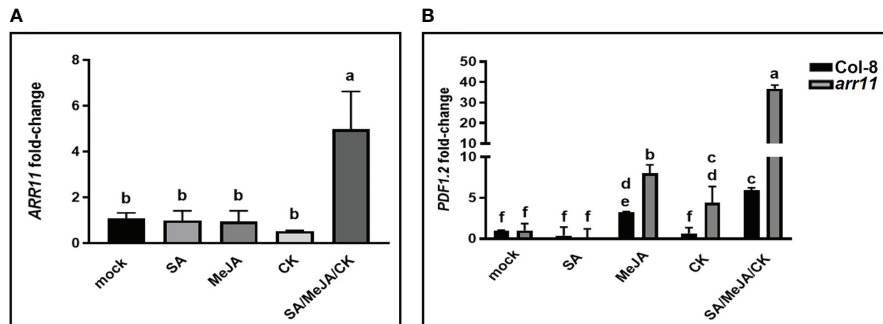 A
ARR11 fold-change
8
6
4
2
0
b
b
b
b
a
mock
SA
MeJA
CK
SA/MeJA/CK
B
PDF1.2 fold-change
50
40
30
20
10
10
5
0
Col-8
arr11
f
f
f
f
d
e
b
f
c
d
c
a
mock
SA
MeJA
CK
SA/MeJA/CK